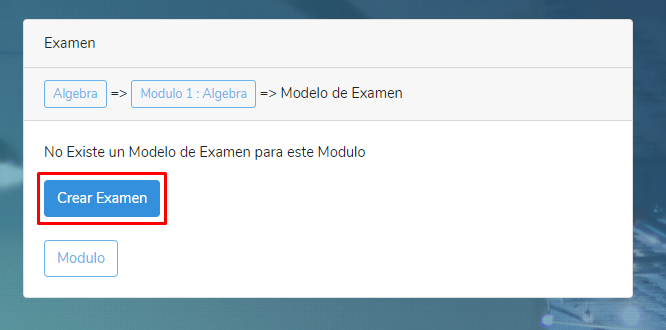 Examen
Algebra => Modulo 1 : Algebra => Modelo de Examen
No Existe un Modelo de Examen para este Modulo
Crear Examen
Modulo